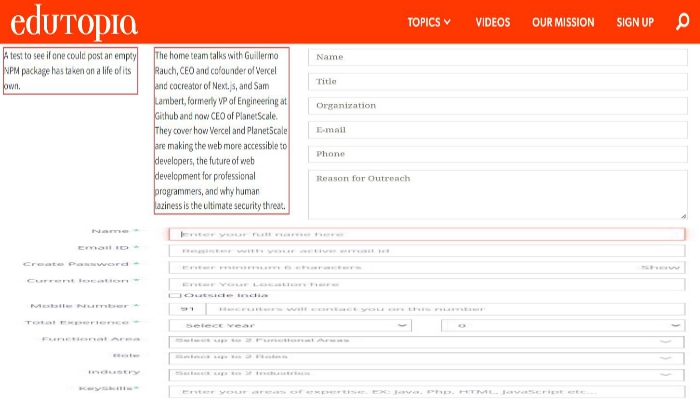 edutopia
TOPICS VIDEOS OUR MISSION SIGN UP
A test to see if one could post an empty
NPM package has taken on a life of its
own.
The home team talks with Guillermo
Rauch, CEO and cofounder of Vercel
and cocreator of Next.js, and Sam
Lambert, formerly VP of Engineering at
Github and now CEO of PlanetScale.
They cover how Vercel and PlanetScale
are making the web more accessible to
developers, the future of web
development for professional
programmers, and why human
laziness is the ultimate security threat.
Name
Title
Organization
E-mail
Phone
Reason for Outreach
Name * Enter your full name here
Email ID * Register with your active email id
Create Password * Enter minimum 6 characters Show
Current location * Enter Your Location here
Outside India
Mobile Number * 91 Recruiters will contact you on this number
Total Experience * Select Year 0
Functional Area Select up to 2 Functional Areas
Role Select up to 2 Roles
Industry Select up to 2 Industries
KeySkills * Enter your areas of expertise. EX: Java, Php, HTML, JavaScript etc...